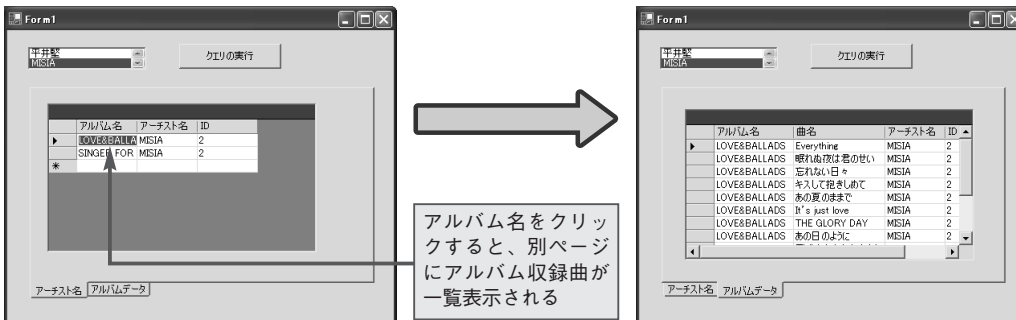 Form1
平井堅
MISIA
クエリの実行
アルバム名 アーチスト名 ID
LOVE&BALLA MISIA 2
SINGER FOR MISIA 2
アーチスト名 アルバムデータ
アルバム名をクリッ
クすると、別ページ
にアルバム収録曲が
一覧表示される
Form1
平井堅
MISIA
クエリの実行
アルバム名 曲名 アーチスト名 ID
LOVE&BALLADS Everything MISIA 2
LOVE&BALLADS 眠れぬ夜は君のせい MISIA 2
LOVE&BALLADS 忘れない日々 MISIA 2
LOVE&BALLADS キスして抱きしめて MISIA 2
LOVE&BALLADS あの夏のままで MISIA 2
LOVE&BALLADS It's just love MISIA 2
LOVE&BALLADS THE GLORY DAY MISIA 2
LOVE&BALLADS あの日のように MISIA 2
アーチスト名 アルバムデータ